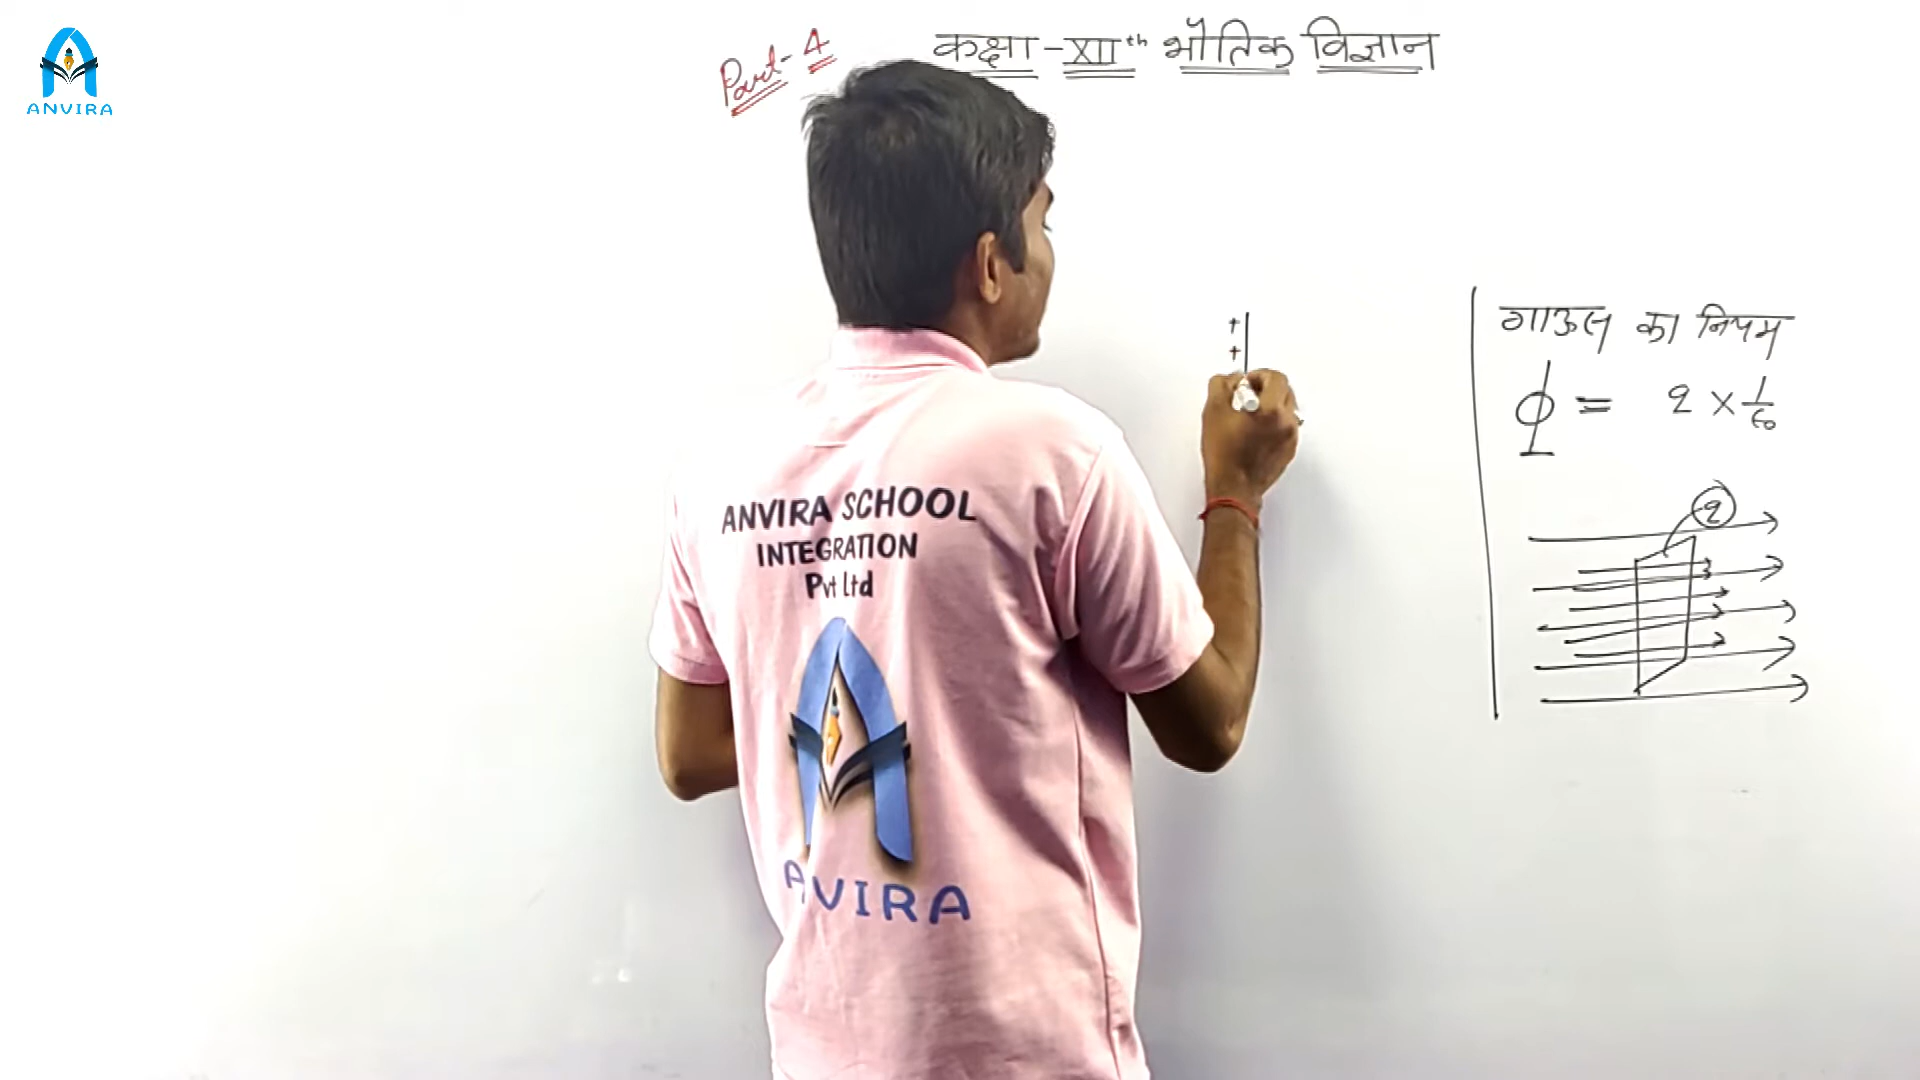 ANVIRA
Part-4
कक्षा-XIIth भौतिक विज्ञान
+
+
गाऊस का नियम
ϕ = q × 1/ε₀
q
ANVIRA SCHOOL
INTEGRATION
Pvt Ltd
ANVIRA